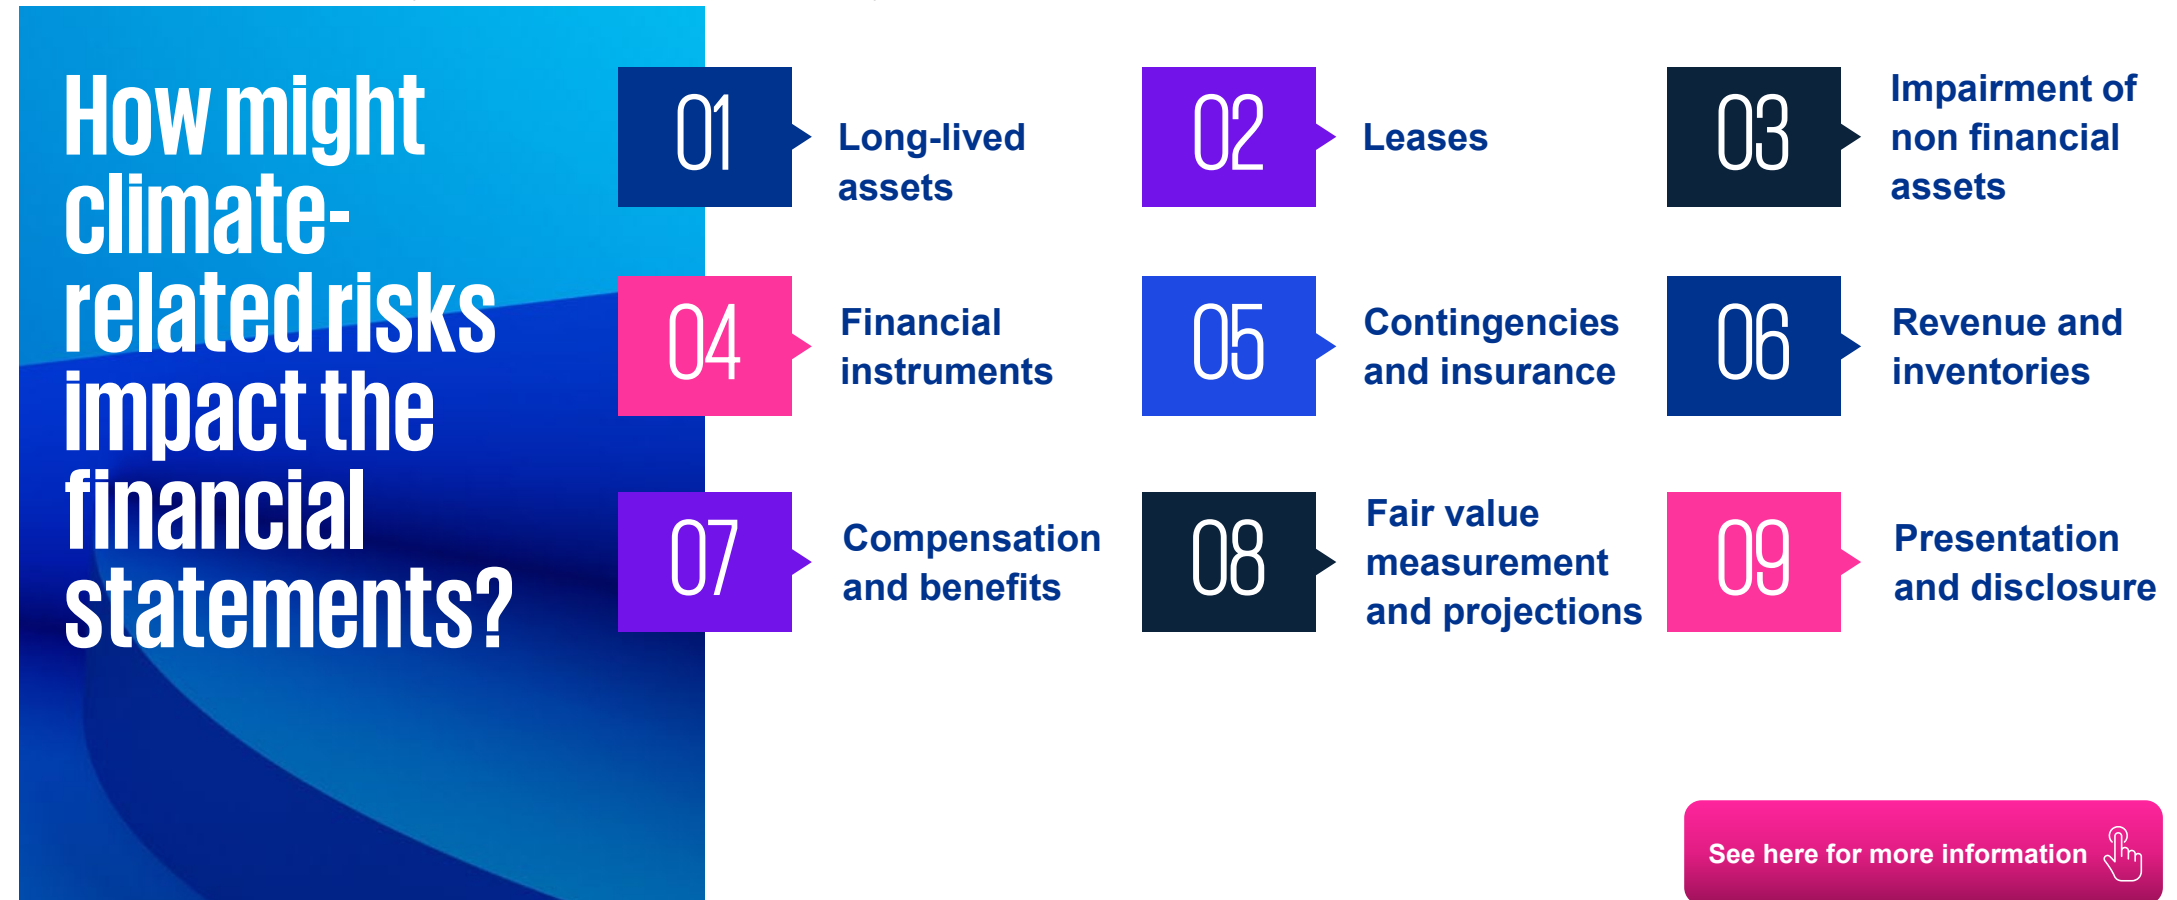 How might
climate-
related risks
impact the
financial
statements?
01
Long-lived
assets
02
Leases
03
Impairment of
non financial
assets
04
Financial
instruments
05
Contingencies
and insurance
06
Revenue and
inventories
07
Compensation
and benefits
08
Fair value
measurement
and projections
09
Presentation
and disclosure
See here for more information